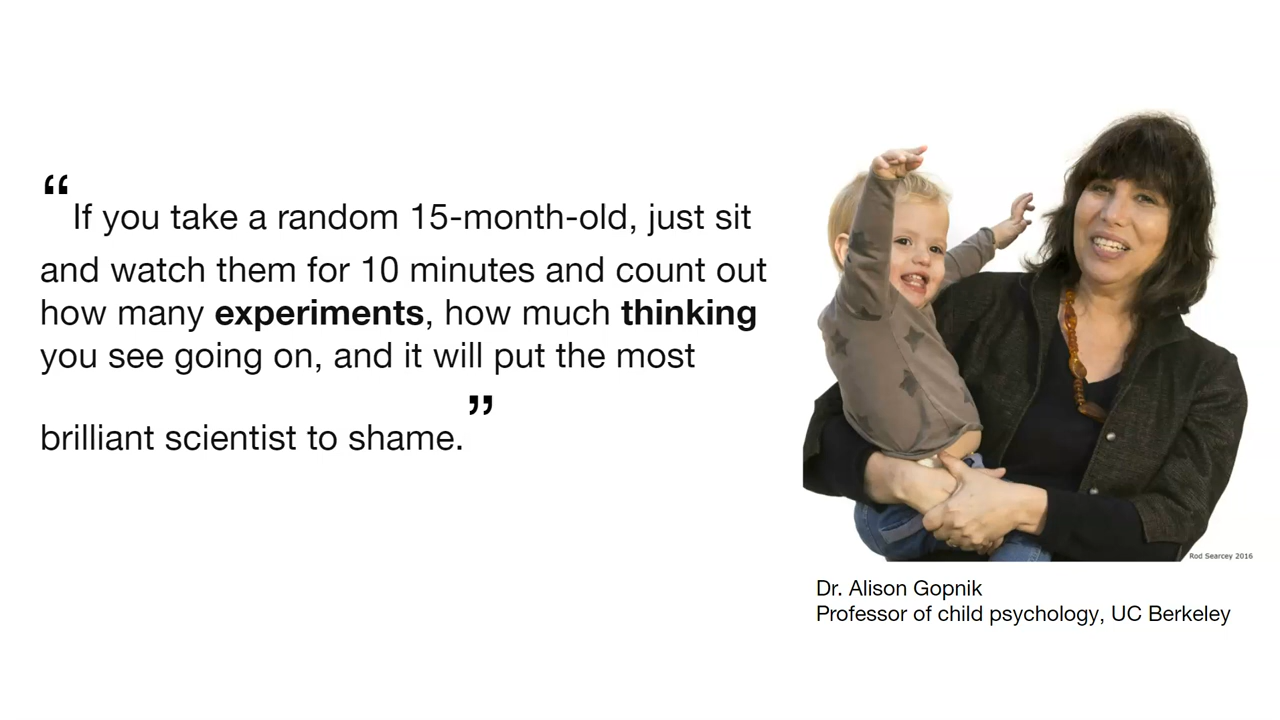 “If you take a random 15-month-old, just sit
and watch them for 10 minutes and count out
how many experiments, how much thinking
you see going on, and it will put the most
brilliant scientist to shame.”
Rod Searcey 2016
Dr. Alison Gopnik
Professor of child psychology, UC Berkeley